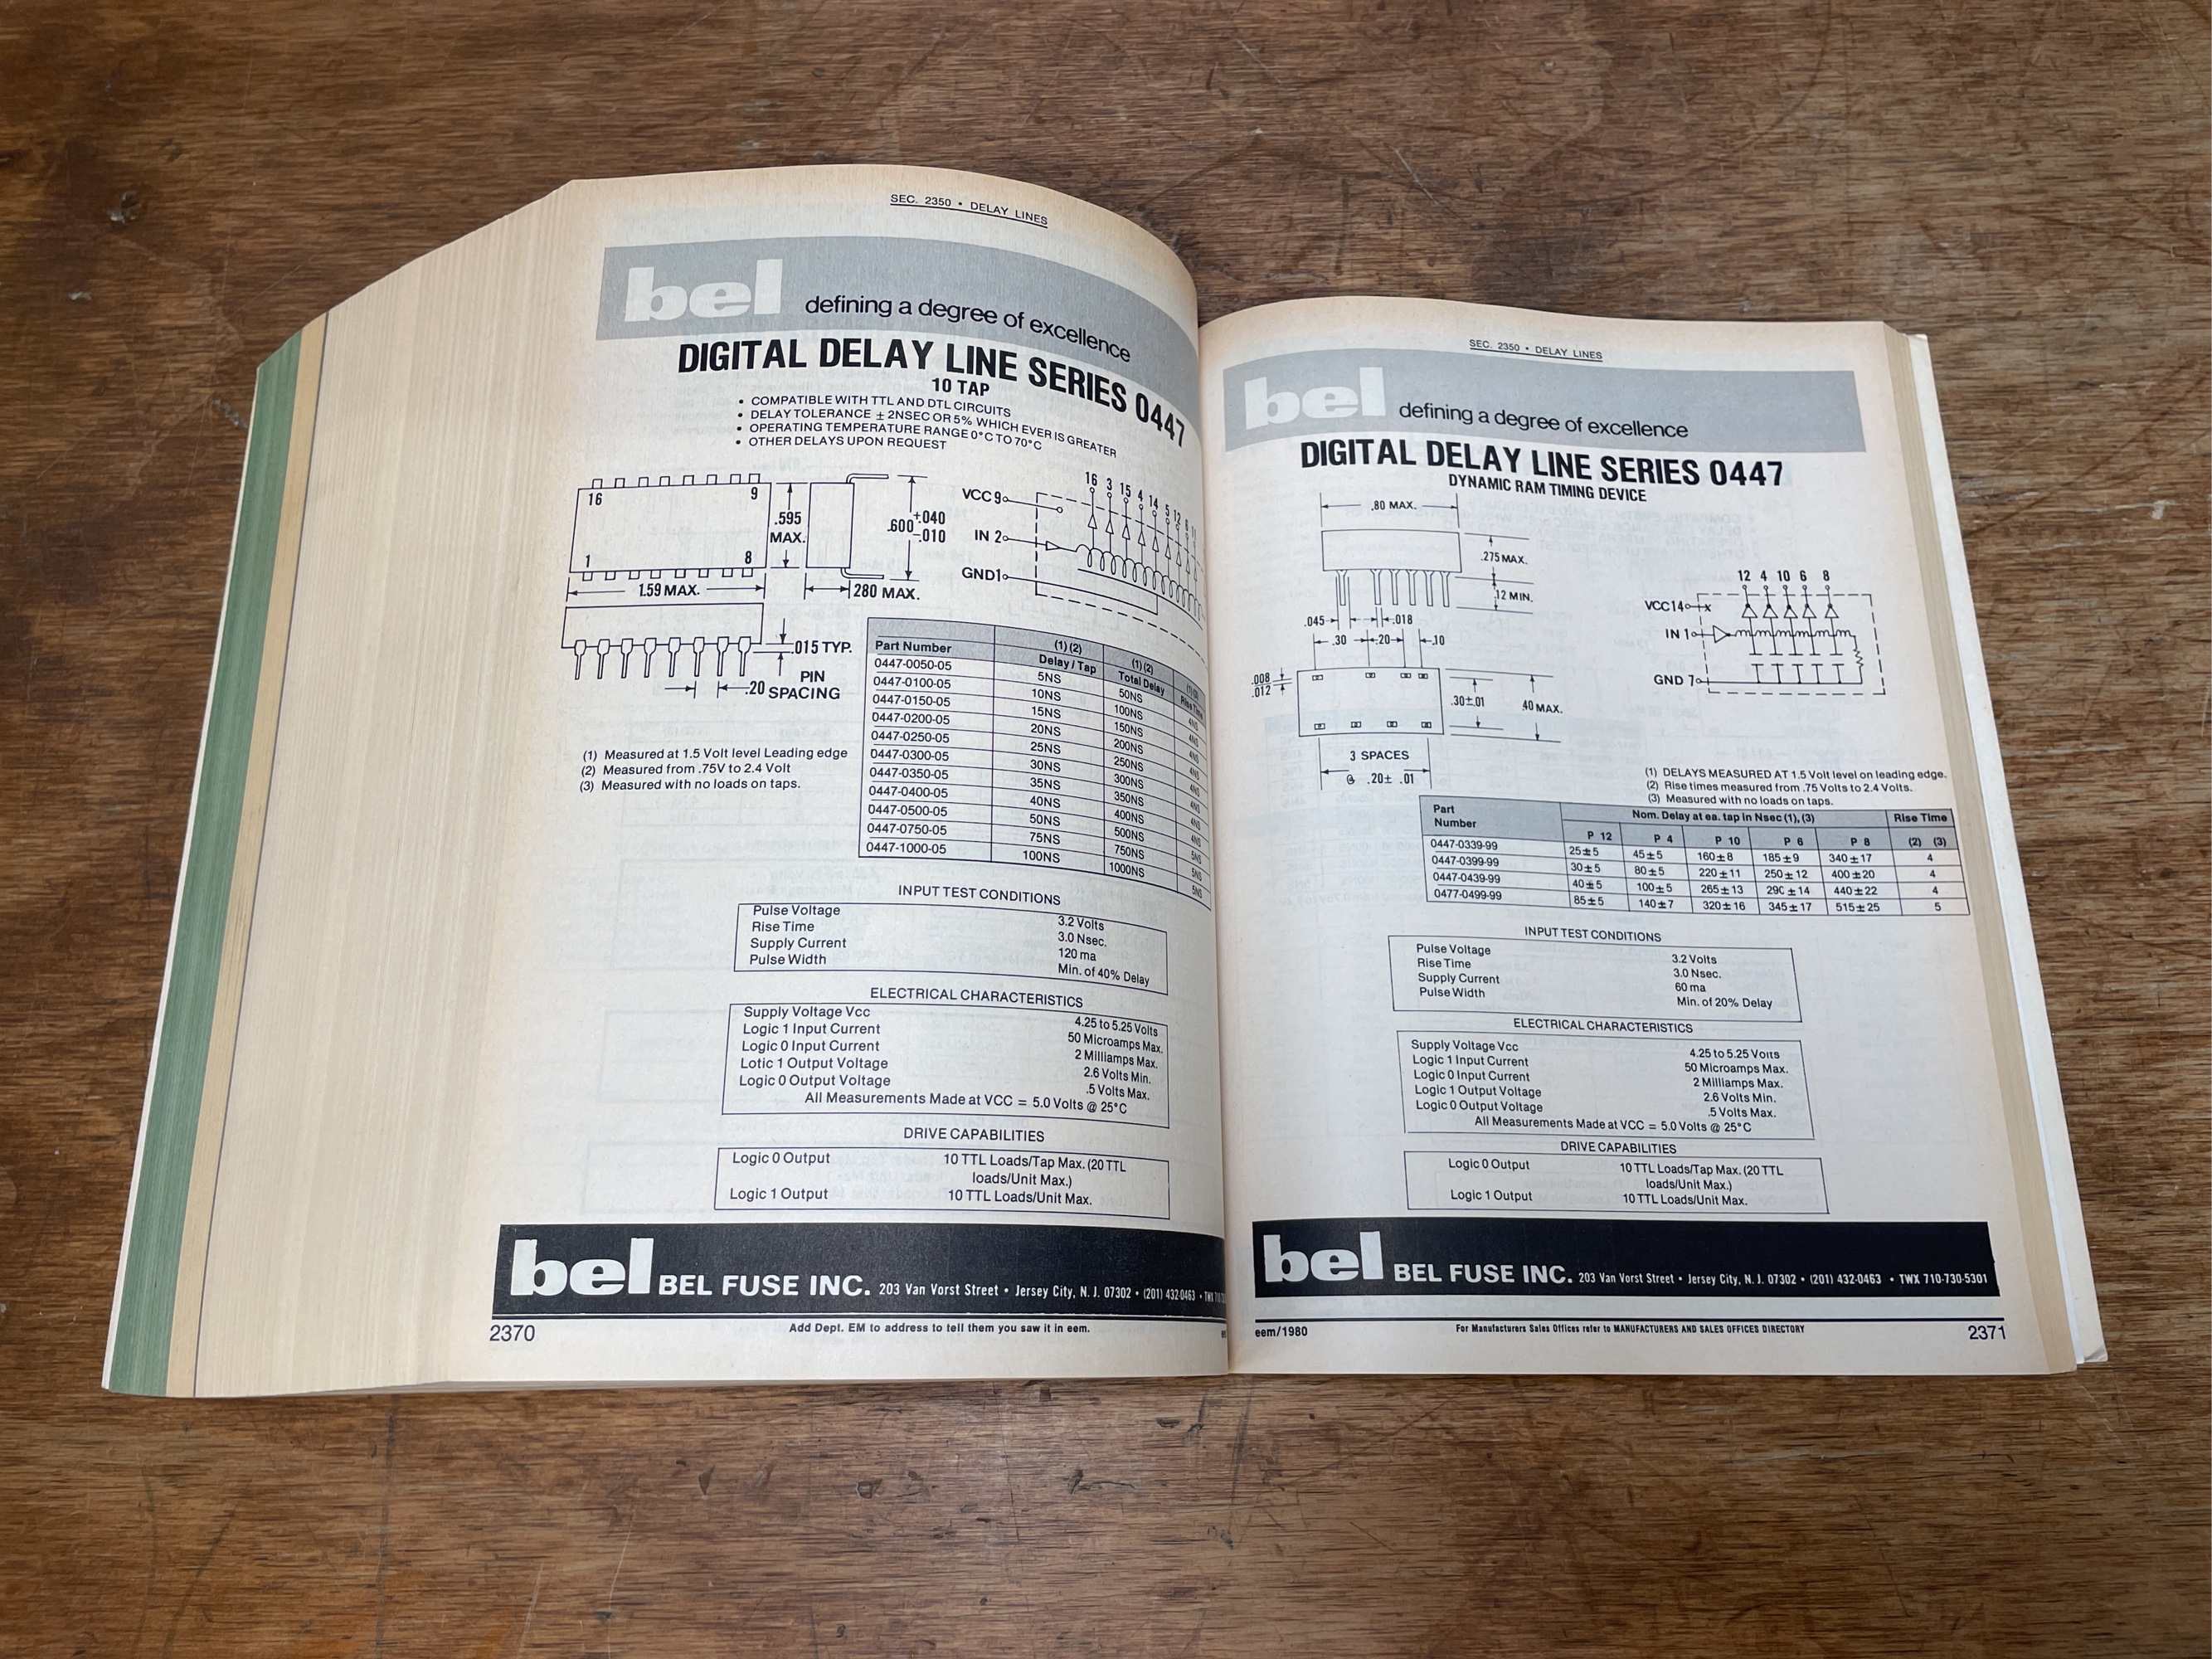 SEC. 2350 • DELAY LINES
bel defining a degree of excellence
DIGITAL DELAY LINE SERIES 0447
10 TAP
• COMPATIBLE WITH TTL AND DTL CIRCUITS
• DELAY TOLERANCE ± 2NSEC OR 5% WHICH EVER IS GREATER
• OPERATING TEMPERATURE RANGE 0°C TO 70°C
• OTHER DELAYS UPON REQUEST
16 9
1 8
.595
MAX.
1.59 MAX.
.600 +.040
-.010
280 MAX.
.015 TYP.
.20 PIN
SPACING
VCC 9
IN 2
GND1
16 3 15 4 14 5 12 6
(1) Measured at 1.5 Volt level Leading edge
(2) Measured from .75V to 2.4 Volt
(3) Measured with no loads on taps.
Part Number (1) (2) Delay / Tap (1) (2) Total Delay
0447-0050-05 5NS 50NS 4NS
0447-0100-05 10NS 100NS 4NS
0447-0150-05 15NS 150NS 4NS
0447-0200-05 20NS 200NS 4NS
0447-0250-05 25NS 250NS 4NS
0447-0300-05 30NS 300NS 4NS
0447-0350-05 35NS 350NS 4NS
0447-0400-05 40NS 400NS 4NS
0447-0500-05 50NS 500NS 4NS
0447-0750-05 75NS 750NS 5NS
0447-1000-05 100NS 1000NS 5NS
INPUT TEST CONDITIONS
Pulse Voltage 3.2 Volts
Rise Time 3.0 Nsec.
Supply Current 120 ma
Pulse Width Min. of 40% Delay
ELECTRICAL CHARACTERISTICS
Supply Voltage Vcc 4.25 to 5.25 Volts
Logic 1 Input Current 50 Microamps Max.
Logic 0 Input Current 2 Milliamps Max.
Lotic 1 Output Voltage 2.6 Volts Min.
Logic 0 Output Voltage .5 Volts Max.
All Measurements Made at VCC = 5.0 Volts @ 25°C
DRIVE CAPABILITIES
Logic 0 Output 10 TTL Loads/Tap Max. (20 TTL
loads/Unit Max.)
Logic 1 Output 10 TTL Loads/Unit Max.
bel BEL FUSE INC. 203 Van Vorst Street • Jersey City, N. J. 07302 • (201) 432-0463 • TWX
2370 Add Dept. EM to address to tell them you saw it in eem.
SEC. 2350 • DELAY LINES
bel defining a degree of excellence
DIGITAL DELAY LINE SERIES 0447
DYNAMIC RAM TIMING DEVICE
.80 MAX.
.275 MAX.
.12 MIN.
.045 .018
.30 .20 .10
.008
.012
.30±.01
.40 MAX.
3 SPACES
@ .20± .01
12 4 10 6 8
VCC14
IN 1
GND 7
(1) DELAYS MEASURED AT 1.5 Volt level on leading edge.
(2) Rise times measured from .75 Volts to 2.4 Volts.
(3) Measured with no loads on taps.
Part Number Nom. Delay at ea. tap in Nsec (1), (3) Rise Time
P 12 P 4 P 10 P 6 P 8 (2) (3)
0447-0339-99 25±5 45±5 160±8 185±9 340±17 4
0447-0399-99 30±5 80±5 220±11 250±12 400±20 4
0447-0439-99 40±5 100±5 265±13 290±14 440±22 4
0477-0499-99 85±5 140±7 320±16 345±17 515±25 5
INPUT TEST CONDITIONS
Pulse Voltage 3.2 Volts
Rise Time 3.0 Nsec.
Supply Current 60 ma
Pulse Width Min. of 20% Delay
ELECTRICAL CHARACTERISTICS
Supply Voltage Vcc 4.25 to 5.25 Volts
Logic 1 Input Current 50 Microamps Max.
Logic 0 Input Current 2 Milliamps Max.
Logic 1 Output Voltage 2.6 Volts Min.
Logic 0 Output Voltage .5 Volts Max.
All Measurements Made at VCC = 5.0 Volts @ 25°C
DRIVE CAPABILITIES
Logic 0 Output 10 TTL Loads/Tap Max. (20 TTL
loads/Unit Max.)
Logic 1 Output 10 TTL Loads/Unit Max.
bel BEL FUSE INC. 203 Van Vorst Street • Jersey City, N. J. 07302 • (201) 432-0463 • TWX 710-730-5301
eem/1980 For Manufacturers Sales Offices refer to MANUFACTURERS AND SALES OFFICES DIRECTORY 2371